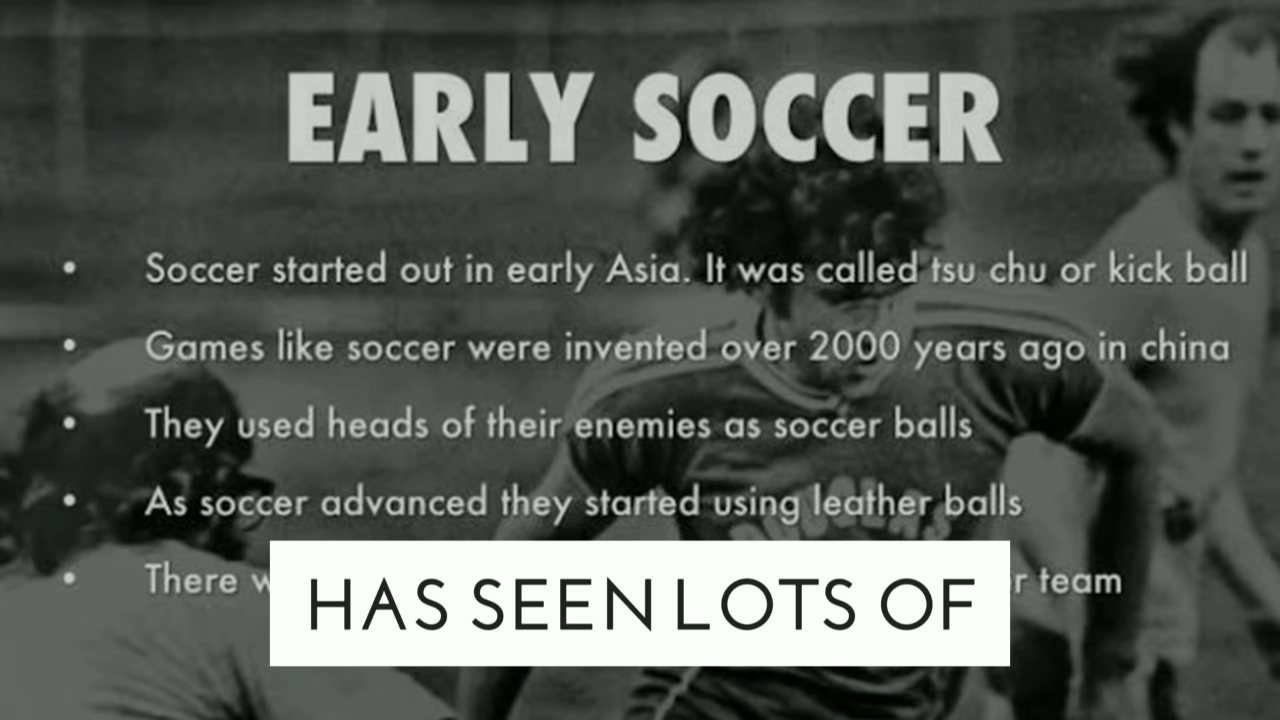 EARLY SOCCER
• Soccer started out in early Asia. It was called tsu chu or kick ball
• Games like soccer were invented over 2000 years ago in china
• They used heads of their enemies as soccer balls
• As soccer advanced they started using leather balls
• There team
HAS SEEN LOTS OF